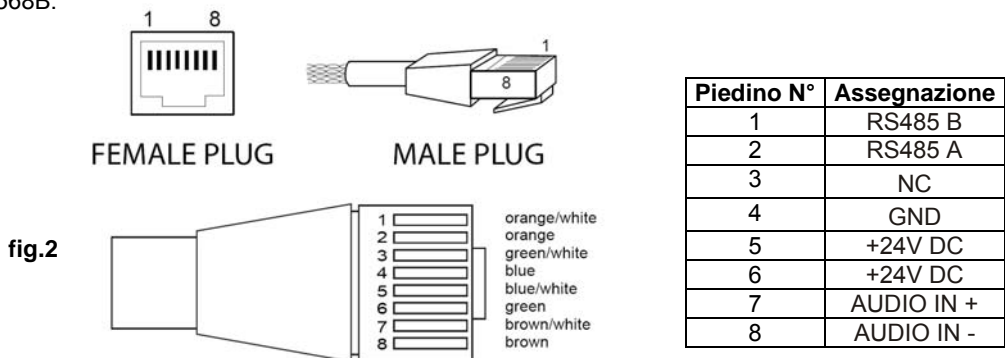 568B.
1 8
1
8
FEMALE PLUG MALE PLUG
fig.2
1 orange/white
2 orange
3 green/white
4 blue
5 blue/white
6 green
7 brown/white
8 brown
Piedino N° Assegnazione
1 RS485 B
2 RS485 A
3 NC
4 GND
5 +24V DC
6 +24V DC
7 AUDIO IN +
8 AUDIO IN -